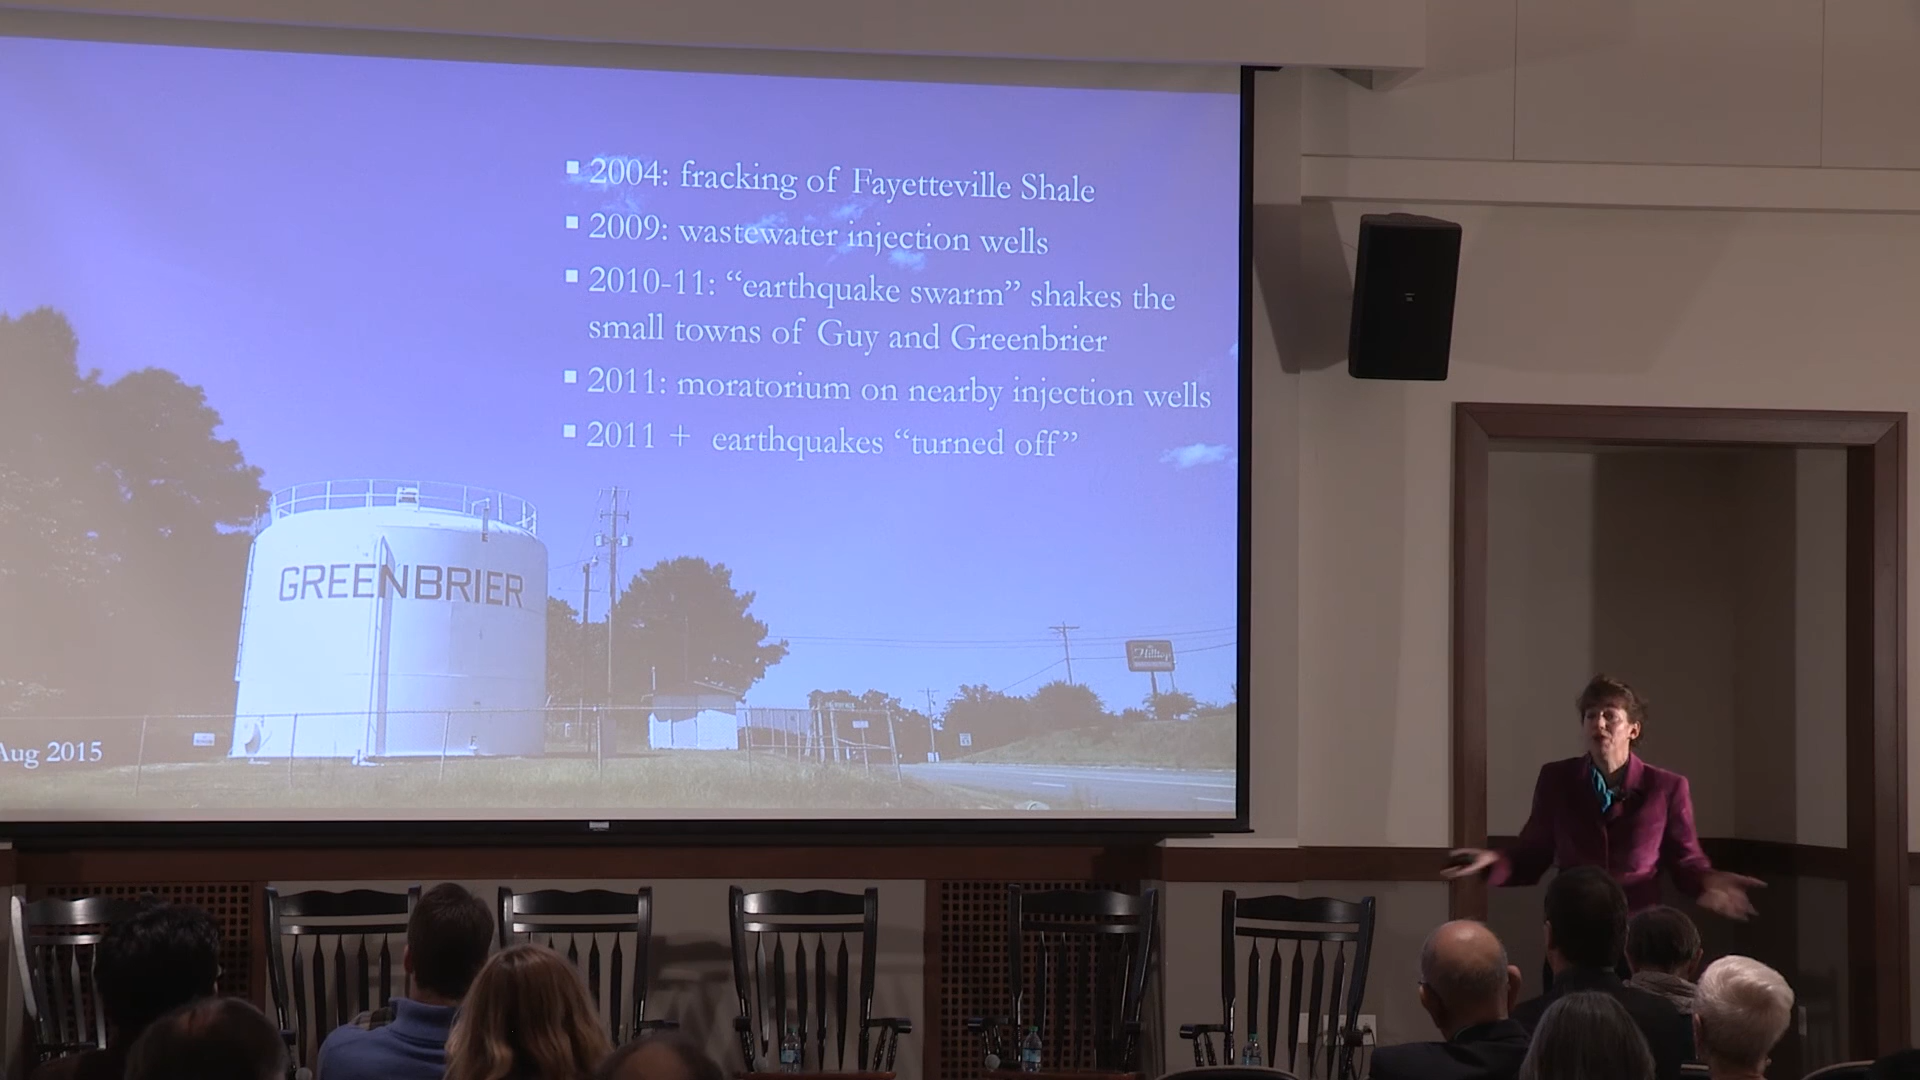 ▪ 2004: fracking of Fayetteville Shale
▪ 2009: wastewater injection wells
▪ 2010-11: “earthquake swarm” shakes the
small towns of Guy and Greenbrier
▪ 2011: moratorium on nearby injection wells
▪ 2011 + earthquakes “turned off”
GREENBRIER
Hilltop
Aug 2015